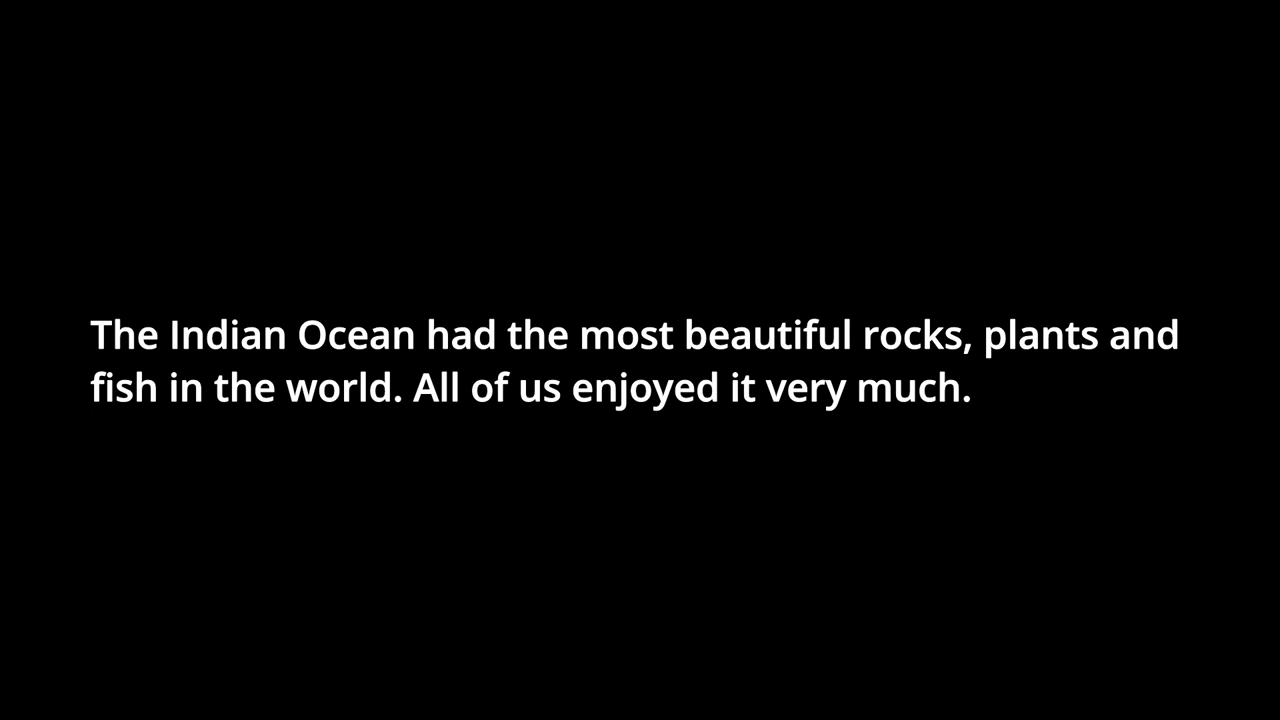 The Indian Ocean had the most beautiful rocks, plants and
fish in the world. All of us enjoyed it very much.